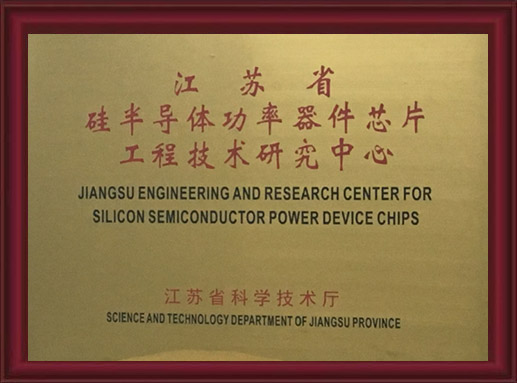 江苏省
硅半导体功率器件芯片
工程技术研究中心
JIANGSU ENGINEERING AND RESEARCH CENTER FOR
SILICON SEMICONDUCTOR POWER DEVICE CHIPS
江苏省科学技术厅
SCIENCE AND TECHNOLOGY DEPARTMENT OF JIANGSU PROVINCE